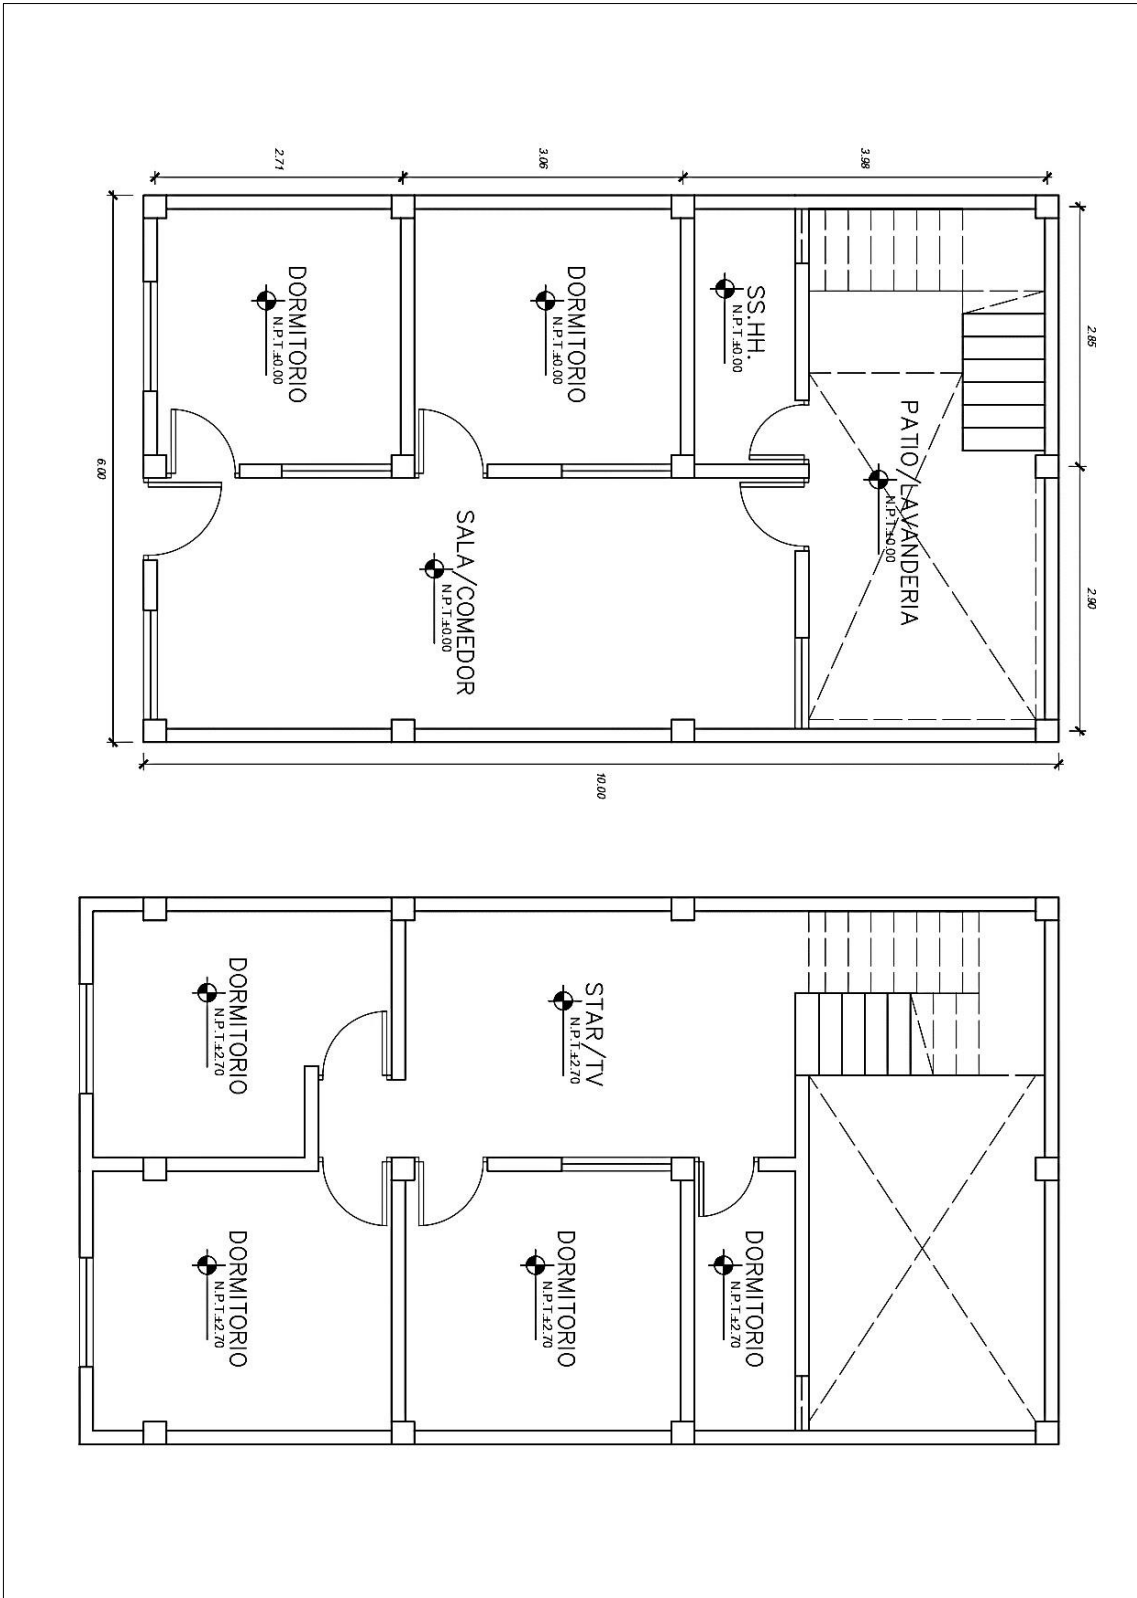 2.71
3.06
3.98
DORMITORIO
N.P.T.±0.00
DORMITORIO
N.P.T.±0.00
SS.HH.
N.P.T.±0.00
2.85
PATIO/LAVANDERIA
N.P.T.±0.00
6.00
SALA/COMEDOR
N.P.T.±0.00
2.90
10.00
DORMITORIO
N.P.T.±2.70
STAR/TV
N.P.T.±2.70
DORMITORIO
N.P.T.±2.70
DORMITORIO
N.P.T.±2.70
DORMITORIO
N.P.T.±2.70